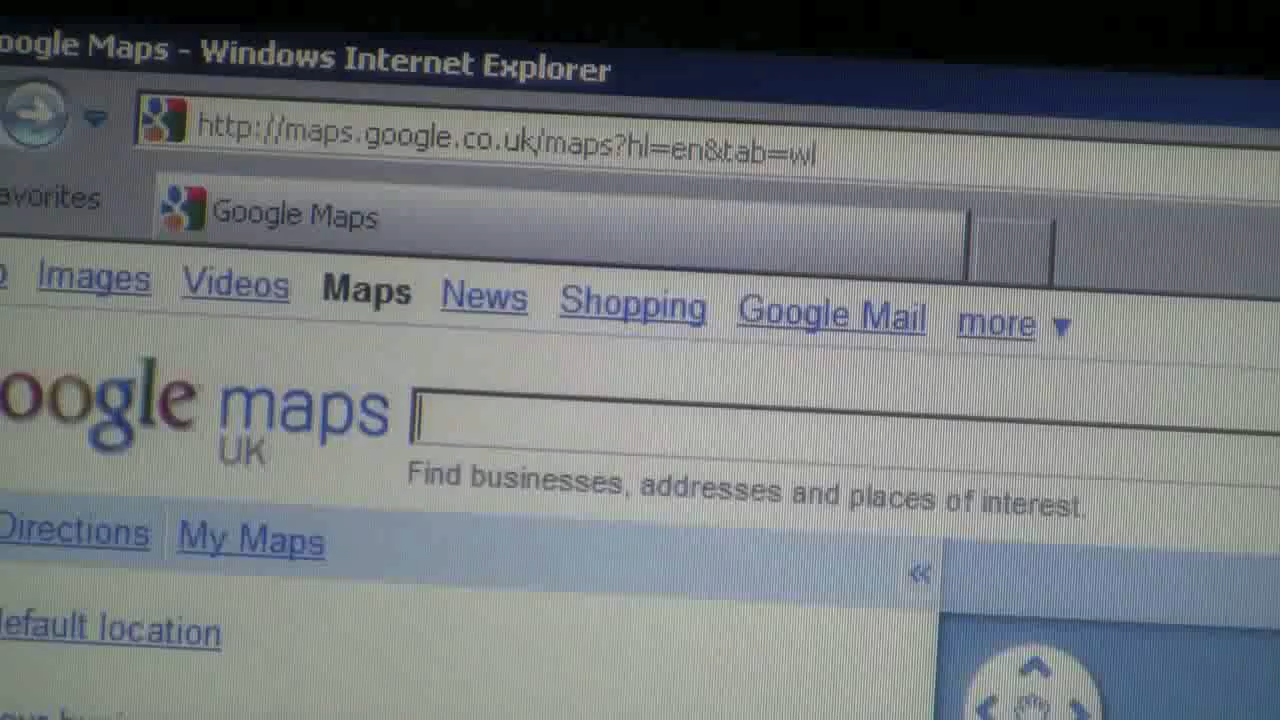 oogle Maps - Windows Internet Explorer
http://maps.google.co.uk/maps?hl=en&tab=wl
avorites
Google Maps
Images Videos Maps News Shopping Google Mail more ▼
oogle maps
UK
Find businesses, addresses and places of interest.
Directions My Maps «
default location